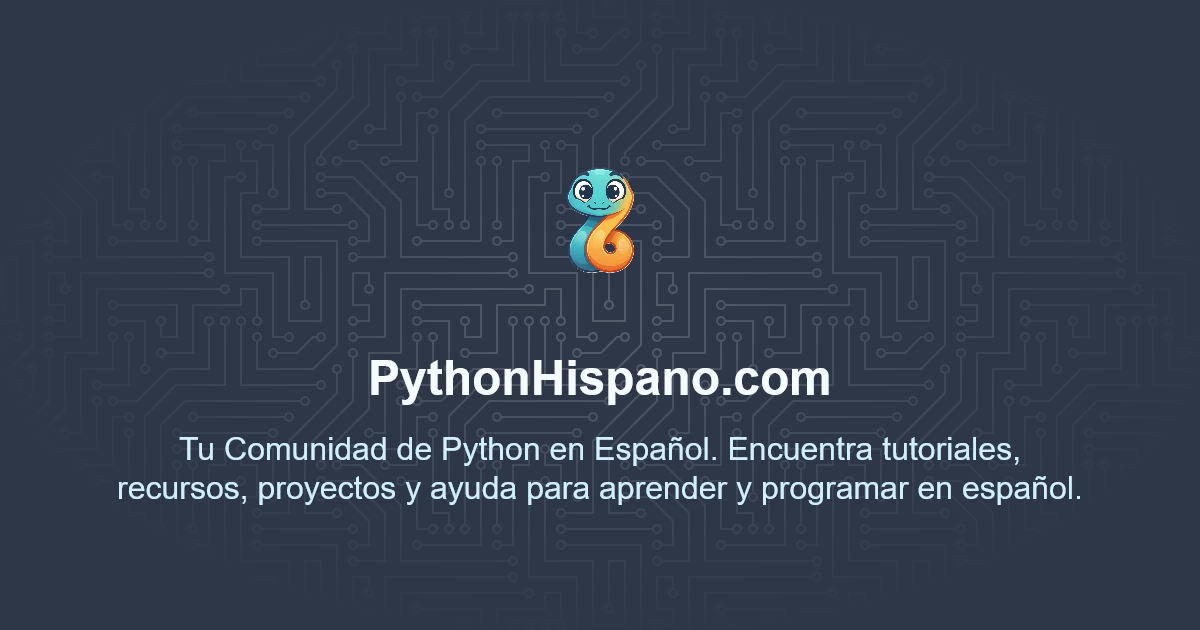 PythonHispano.com
Tu Comunidad de Python en Español. Encuentra tutoriales,
recursos, proyectos y ayuda para aprender y programar en español.